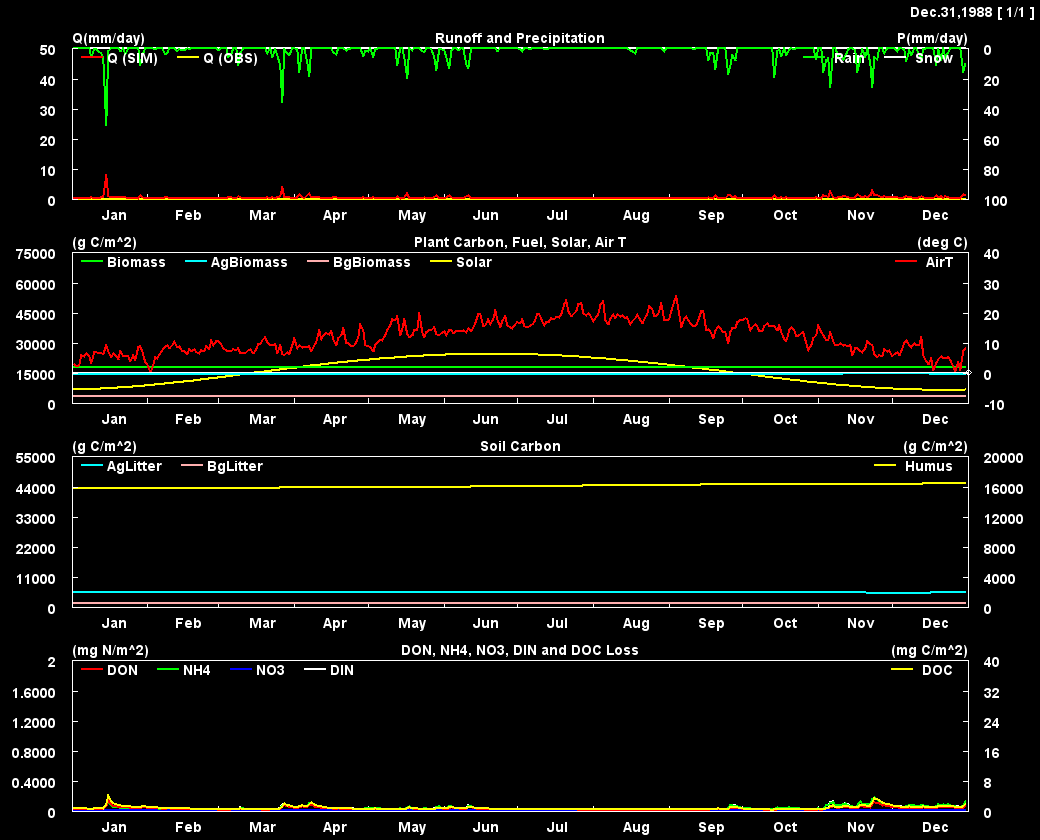 Dec.31,1988 [ 1/1 ]
Q(mm/day) Runoff and Precipitation P(mm/day)
50 0
Q (SIM) Q (OBS) Rain Snow
40 20
30 40
20 60
10 80
0 100
Jan Feb Mar Apr May Jun Jul Aug Sep Oct Nov Dec
(g C/m^2) Plant Carbon, Fuel, Solar, Air T (deg C)
75000 40
Biomass AgBiomass BgBiomass Solar AirT
60000 30
45000 20
30000 10
15000 0
0 -10
Jan Feb Mar Apr May Jun Jul Aug Sep Oct Nov Dec
(g C/m^2) Soil Carbon (g C/m^2)
55000 20000
AgLitter BgLitter Humus
44000 16000
33000 12000
22000 8000
11000 4000
0 0
Jan Feb Mar Apr May Jun Jul Aug Sep Oct Nov Dec
(mg N/m^2) DON, NH4, NO3, DIN and DOC Loss (mg C/m^2)
2 40
DON NH4 NO3 DIN DOC
1.6000 32
1.2000 24
0.8000 16
0.4000 8
0 0
Jan Feb Mar Apr May Jun Jul Aug Sep Oct Nov Dec